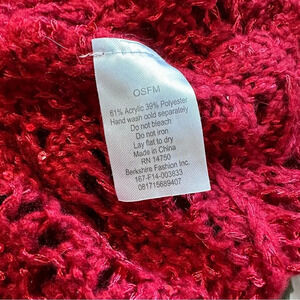 OSFM
61% Acrylic 39% Polyester
Hand wash cold separately
Do not bleach
Do not iron
Lay flat to dry
Made in China
RN 14750
Berkshire Fashion Inc.
167-F14-003833
081715689407